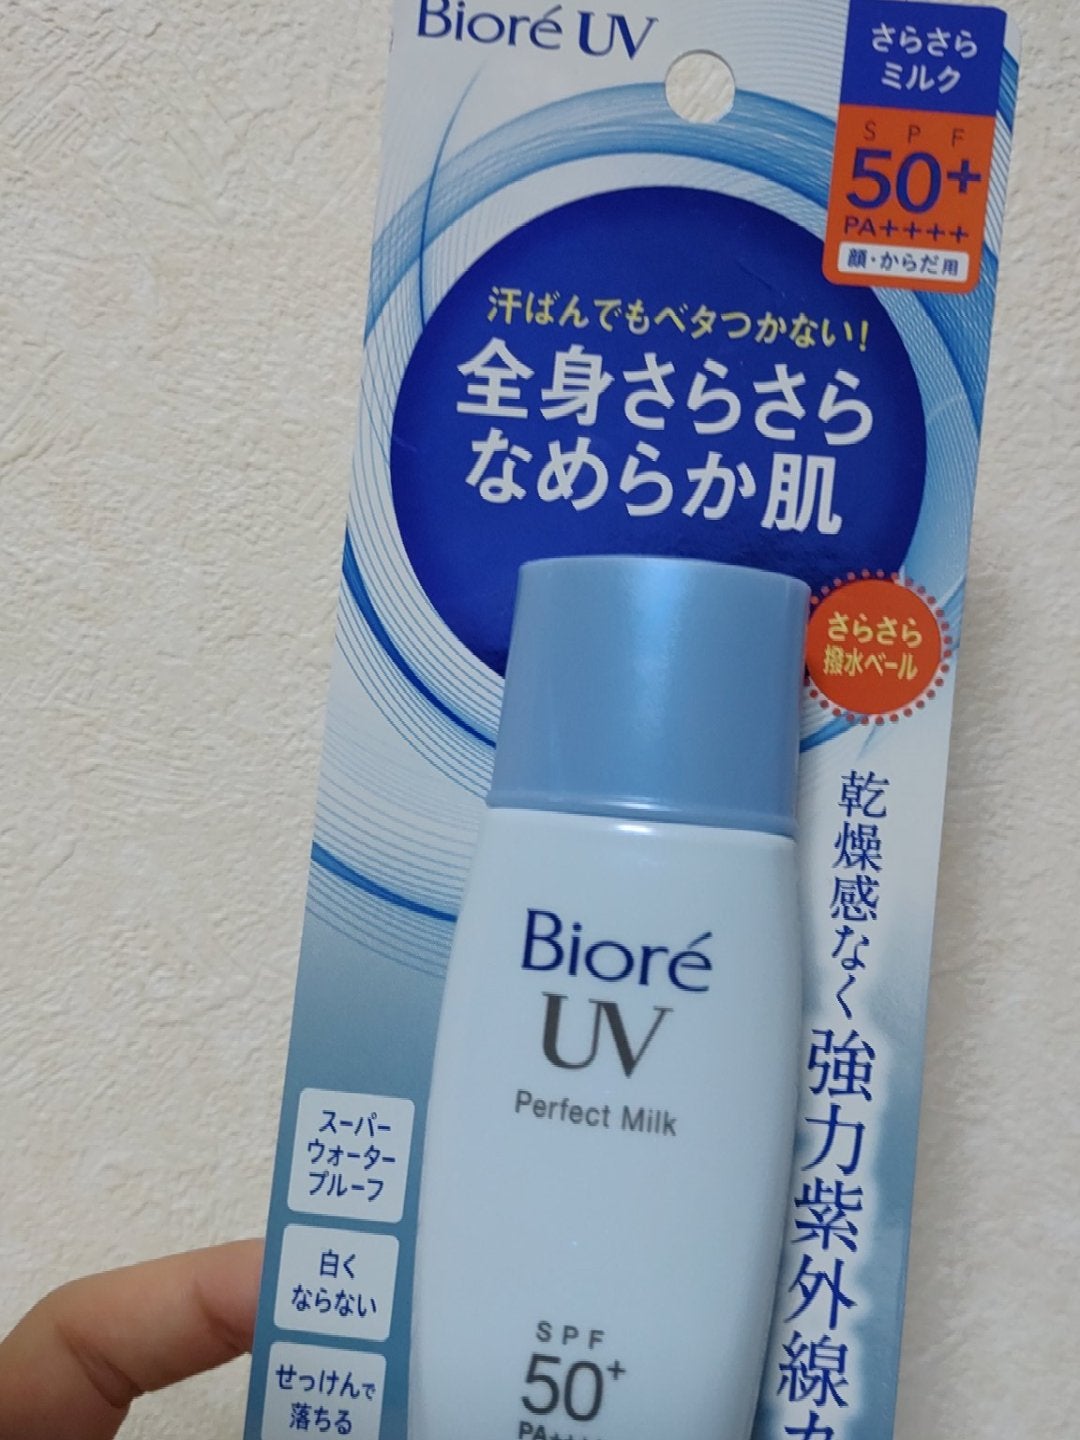 Bioré UV
さらさら
ミルク
SPF
50+
PA++++
顔・からだ用
汗ばんでもベタつかない!
全身さらさら
なめらか肌
さらさら
撥水ベール
乾燥感なく強力紫外線カ
Bioré
UV
Perfect Milk
スーパー
ウォーター
プルーフ
白く
ならない
せっけんで
落ちる
SPF
50+
PA++++